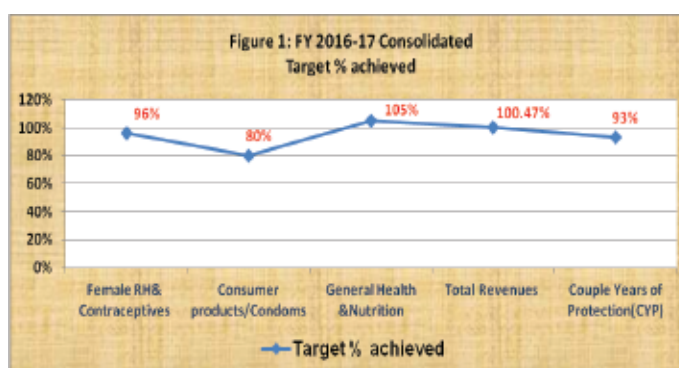 Figure 1: FY 2016-17 Consolidated
Target % achieved
120%
100%
80%
60%
40%
20%
0%
96%
80%
105%
100.47%
93%
Female RH&
Contraceptives
Consumer
products/Condoms
General Health
&Nutrition
Total Revenues
Couple Years of
Protection(CYP)
Target % achieved